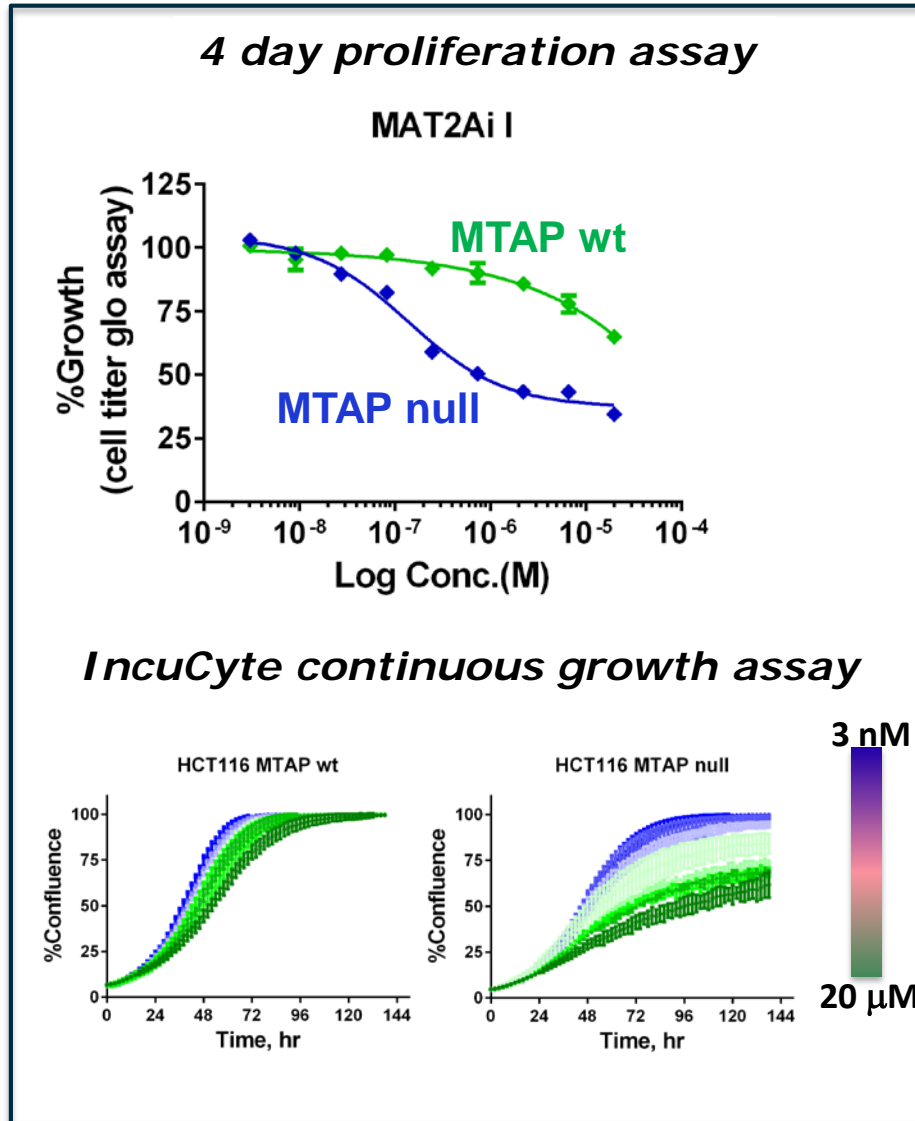 4 day proliferation assay
MAT2Ai I
%Growth
(cell titer glo assay)
125
100
75
50
25
0
MTAP wt
MTAP null
10⁻⁹ 10⁻⁸ 10⁻⁷ 10⁻⁶ 10⁻⁵ 10⁻⁴
Log Conc.(M)
IncuCyte continuous growth assay
HCT116 MTAP wt
%Confluence
100
75
50
25
0
0 24 48 72 96 120 144
Time, hr
HCT116 MTAP null
%Confluence
100
75
50
25
0
0 24 48 72 96 120 144
Time, hr
3 nM
20 μM